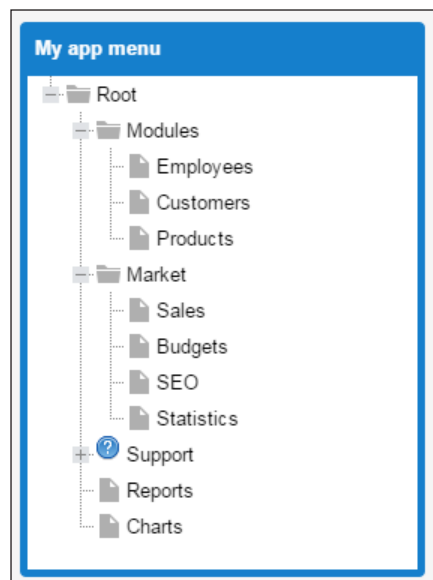 My app menu
Root
Modules
Employees
Customers
Products
Market
Sales
Budgets
SEO
Statistics
Support
Reports
Charts